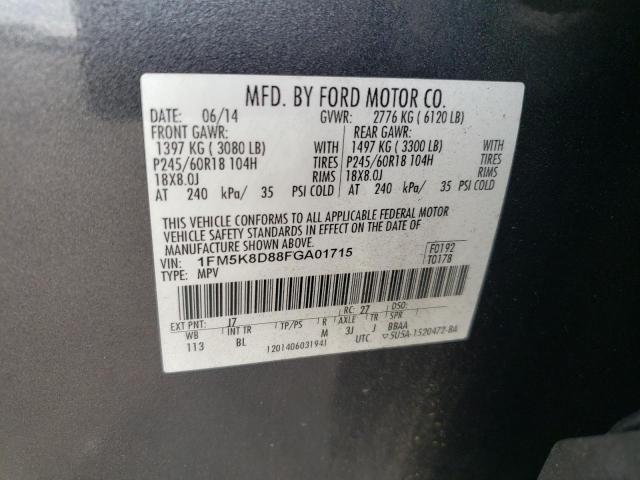 MFD. BY FORD MOTOR CO.
DATE: 06/14 GVWR: 2776 KG ( 6120 LB)
FRONT GAWR: REAR GAWR:
1397 KG ( 3080 LB) WITH 1497 KG ( 3300 LB) WITH
P245/60R18 104H TIRES P245/60R18 104H TIRES
18X8.0J RIMS 18X8.0J RIMS
AT 240 kPa/ 35 PSI COLD AT 240 kPa/ 35 PSI COLD
THIS VEHICLE CONFORMS TO ALL APPLICABLE FEDERAL MOTOR
VEHICLE SAFETY STANDARDS IN EFFECT ON THE DATE OF
MANUFACTURE SHOWN ABOVE.
VIN: 1FM5K8D88FGA01715 F0192
TYPE: MPV T0178
EXT PNT: J7 RC: 27 DSO:
WB INT TR TP/PS R AXLE TR SPR
113 BL M 3J J BBAA
120140603194J UTC ▽5U5A-1520472-BA